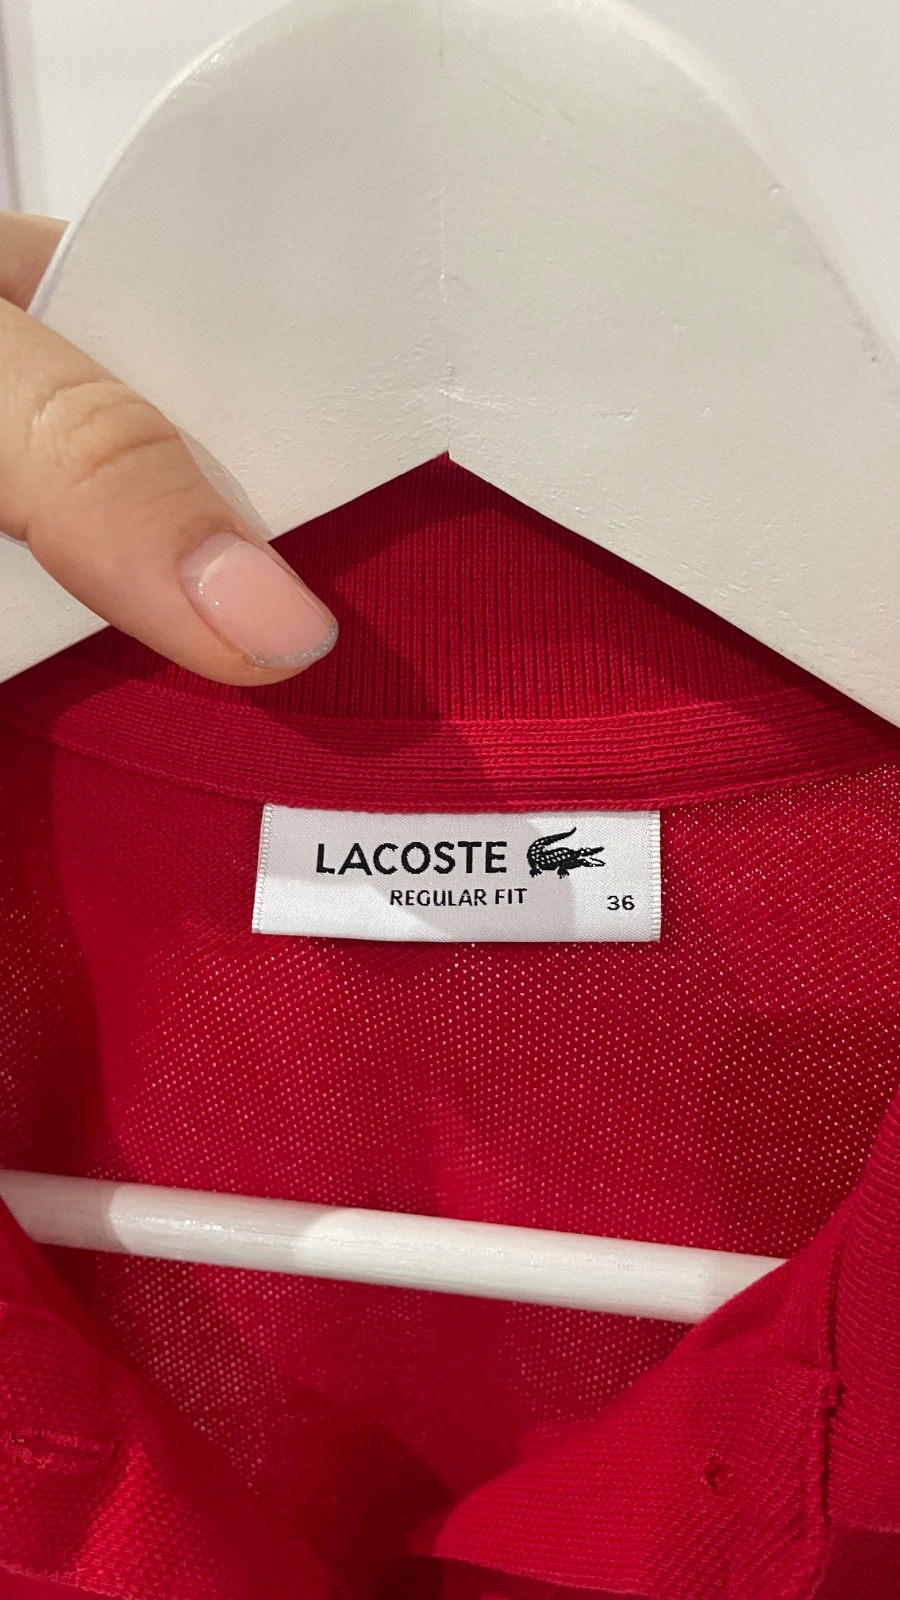 LACOSTE
REGULAR FIT
36